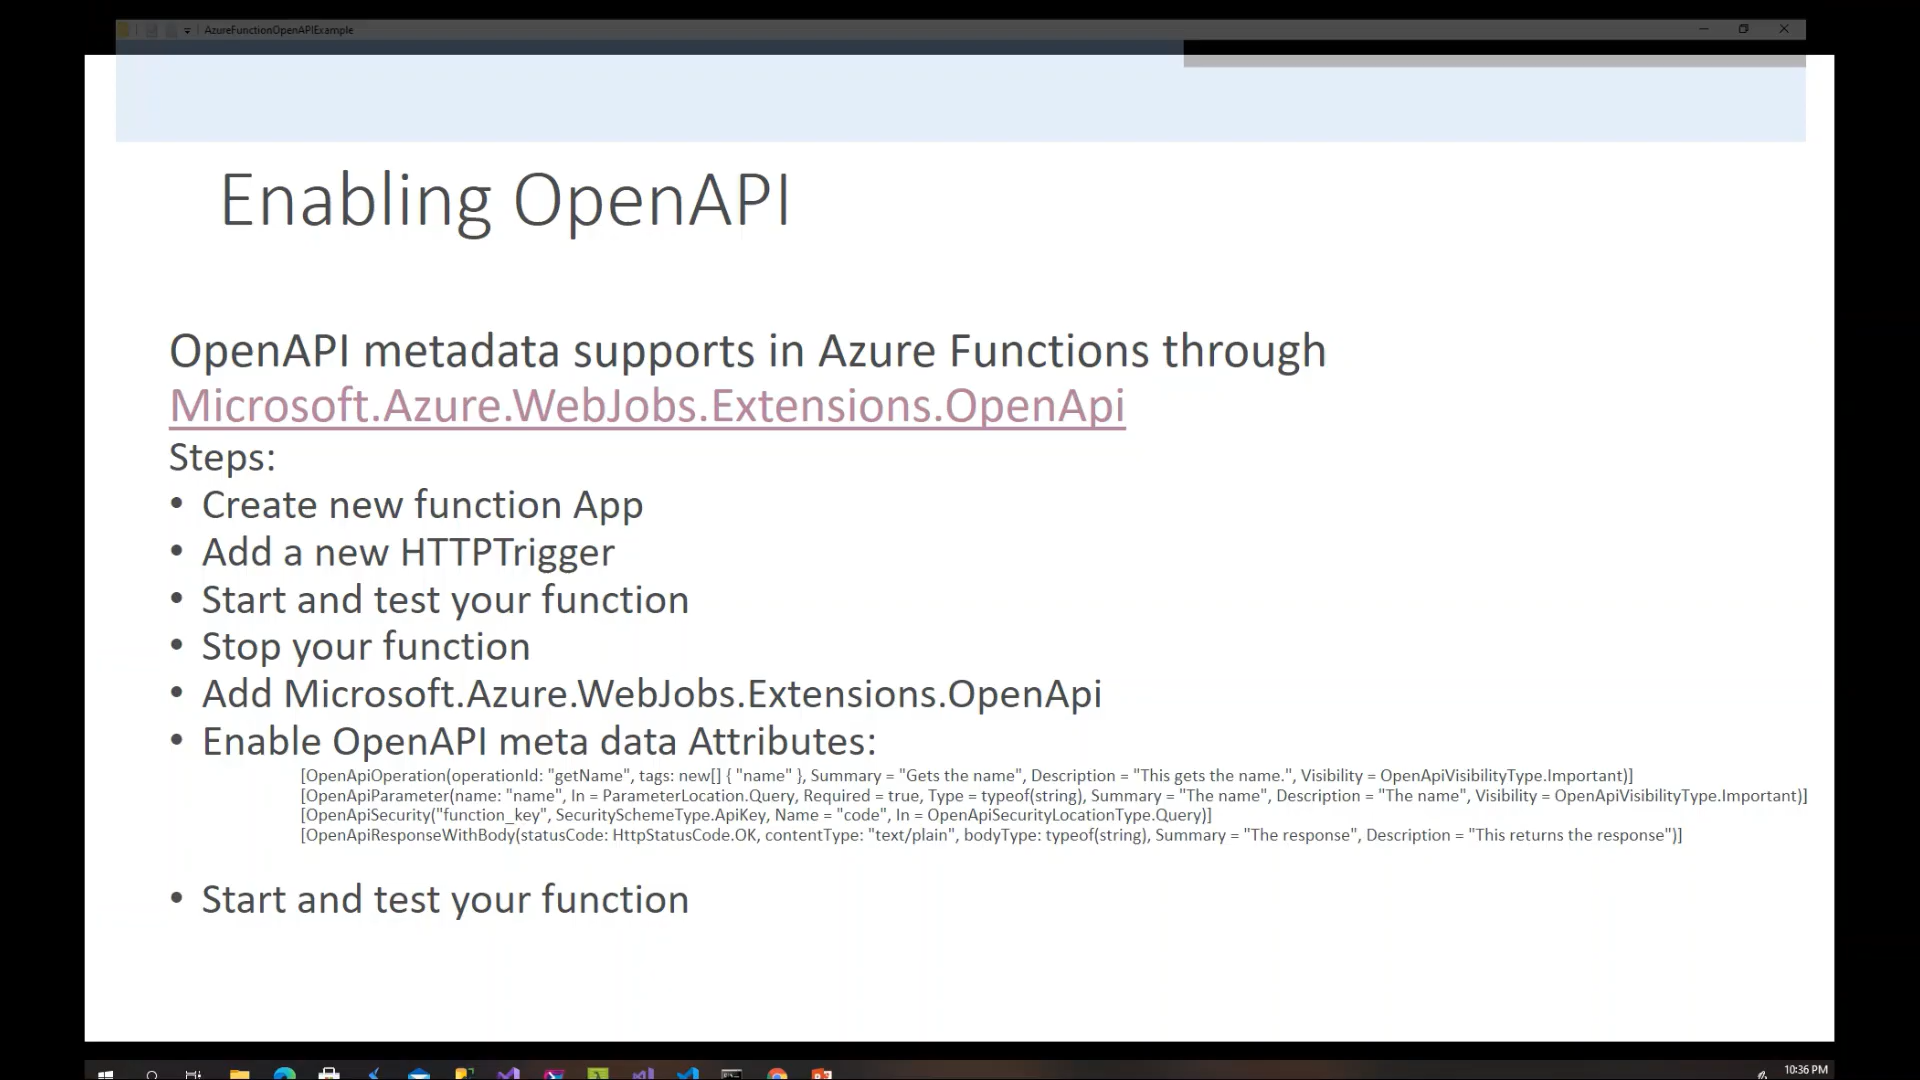 AzureFunctionOpenAPIExample
Enabling OpenAPI
OpenAPI metadata supports in Azure Functions through
Microsoft.Azure.WebJobs.Extensions.OpenApi
Steps:
• Create new function App
• Add a new HTTPTrigger
• Start and test your function
• Stop your function
• Add Microsoft.Azure.WebJobs.Extensions.OpenApi
• Enable OpenAPI meta data Attributes:
[OpenApiOperation(operationId: "getName", tags: new[] { "name" }, Summary = "Gets the name", Description = "This gets the name.", Visibility = OpenApiVisibilityType.Important)]
[OpenApiParameter(name: "name", In = ParameterLocation.Query, Required = true, Type = typeof(string), Summary = "The name", Description = "The name", Visibility = OpenApiVisibilityType.Important)]
[OpenApiSecurity("function_key", SecuritySchemeType.ApiKey, Name = "code", In = OpenApiSecurityLocationType.Query)]
[OpenApiResponseWithBody(statusCode: HttpStatusCode.OK, contentType: "text/plain", bodyType: typeof(string), Summary = "The response", Description = "This returns the response")]
• Start and test your function
10:36 PM